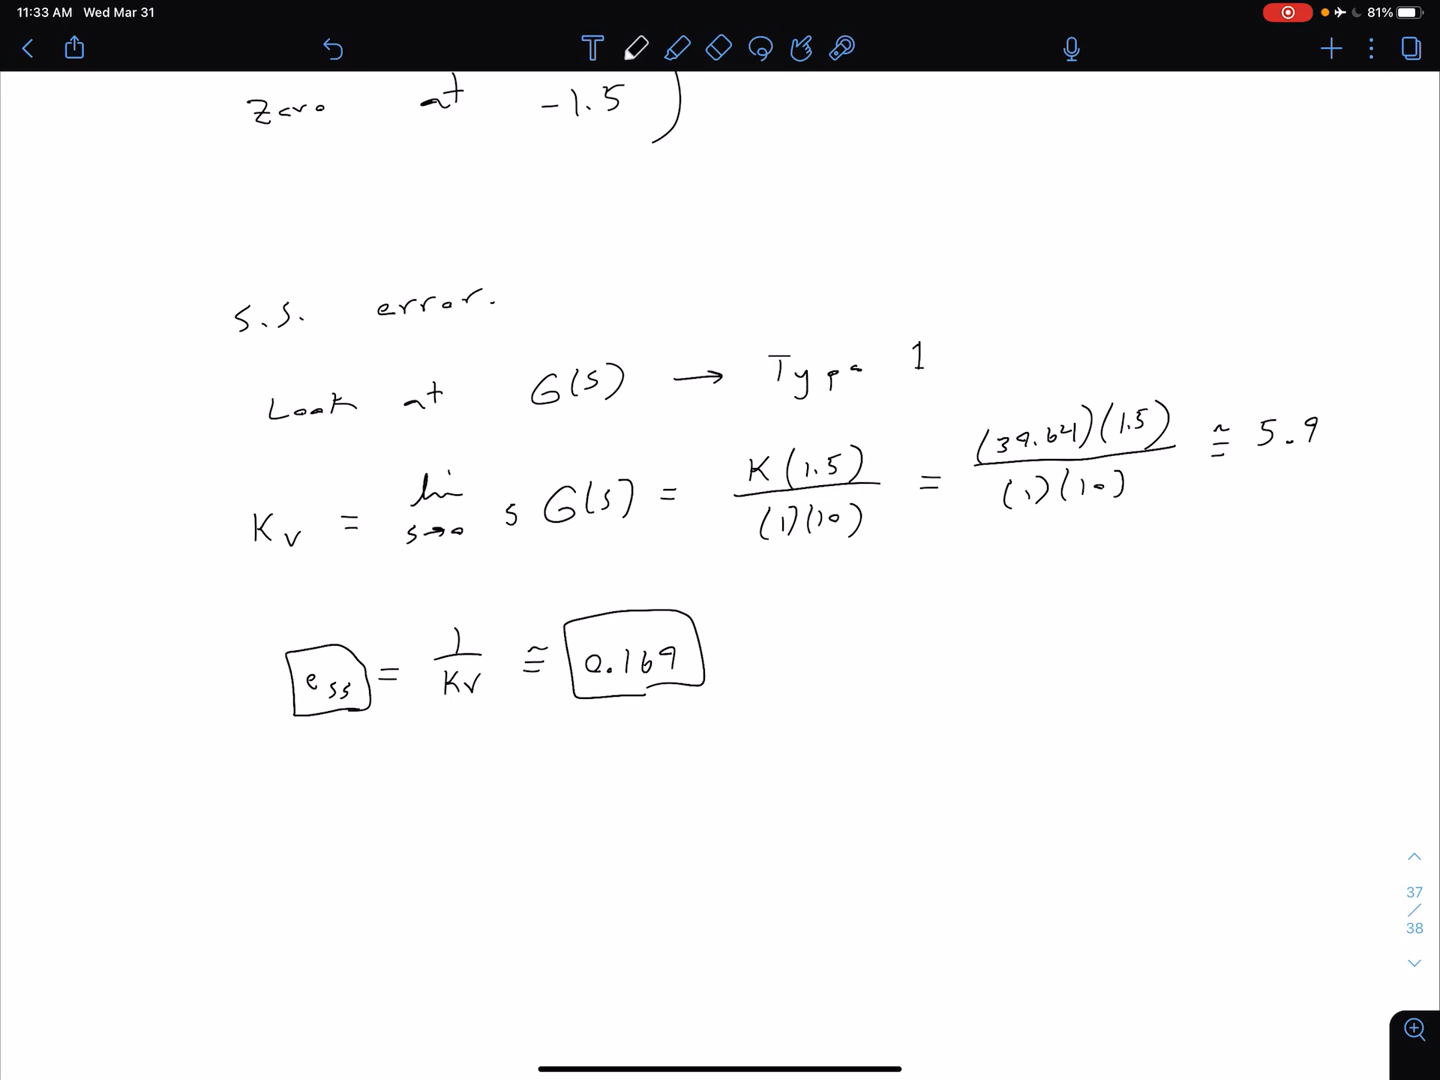 11:33 AM Wed Mar 31
81%
T
Zero at -1.5 )
s.s. error.
Look at G(s) → Type 1
Kv = lim s→0 s G(s) = K(1.5) / (1)(10) = (39.64)(1.5) / (1)(10) ≅ 5.9
ess = 1 / Kv ≅ 0.169
37
/
38